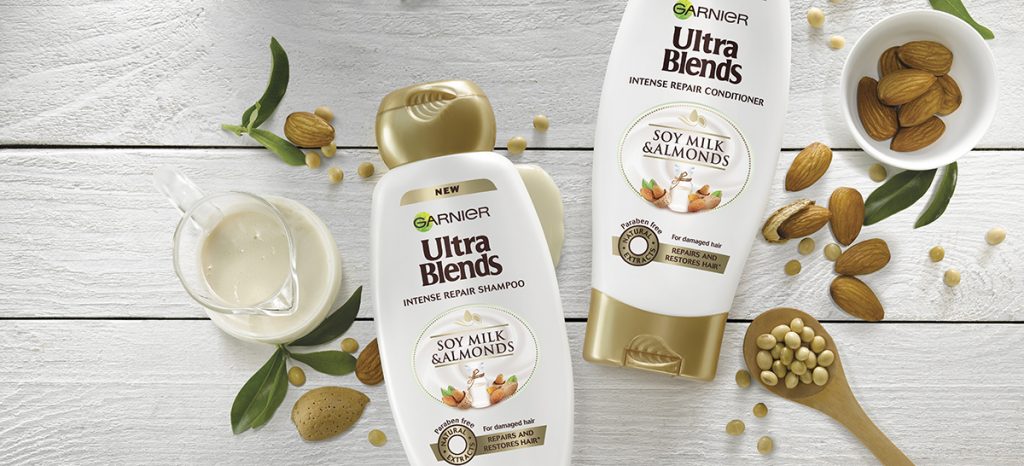 NEW
GARNIER
Ultra
Blends
INTENSE REPAIR SHAMPOO
SOY MILK
&ALMONDS
Paraben free
NATURAL
EXTRACTS
For damaged hair
REPAIRS AND
RESTORES HAIR*
GARNIER
Ultra
Blends
INTENSE REPAIR CONDITIONER
SOY MILK
&ALMONDS
Paraben free
NATURAL
EXTRACTS
For damaged hair
REPAIRS AND
RESTORES HAIR*